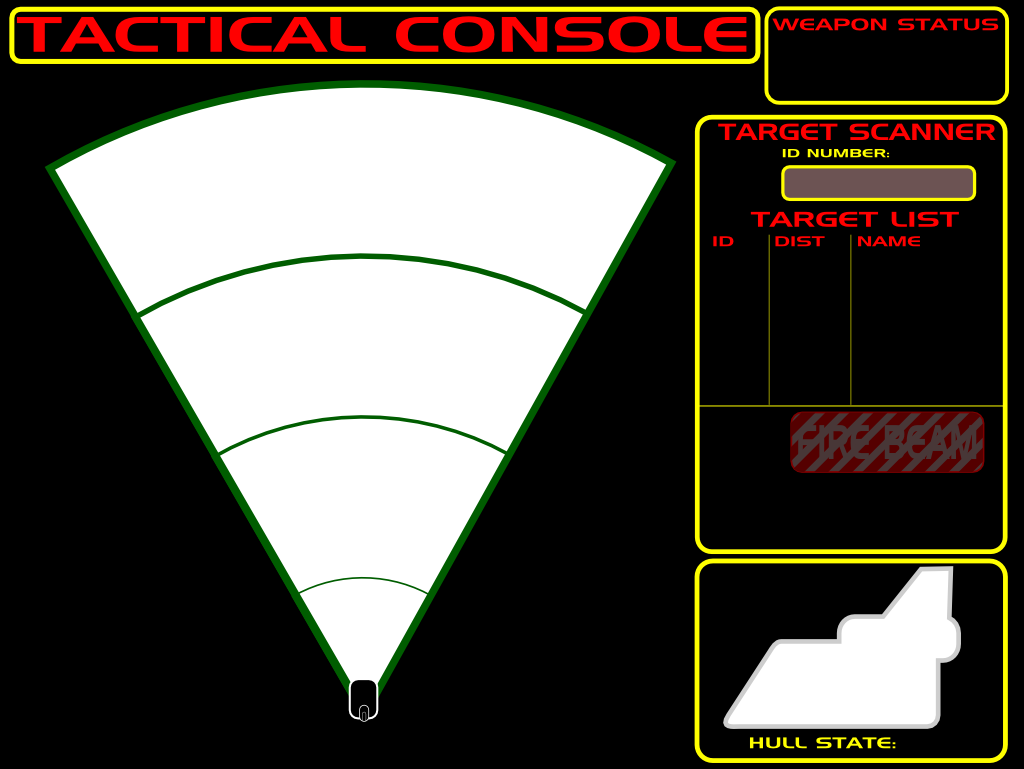 TACTICAL CONSOLE
WEAPON STATUS
TARGET SCANNER
ID NUMBER:
TARGET LIST
ID DIST NAME
FIRE BEAM
HULL STATE: